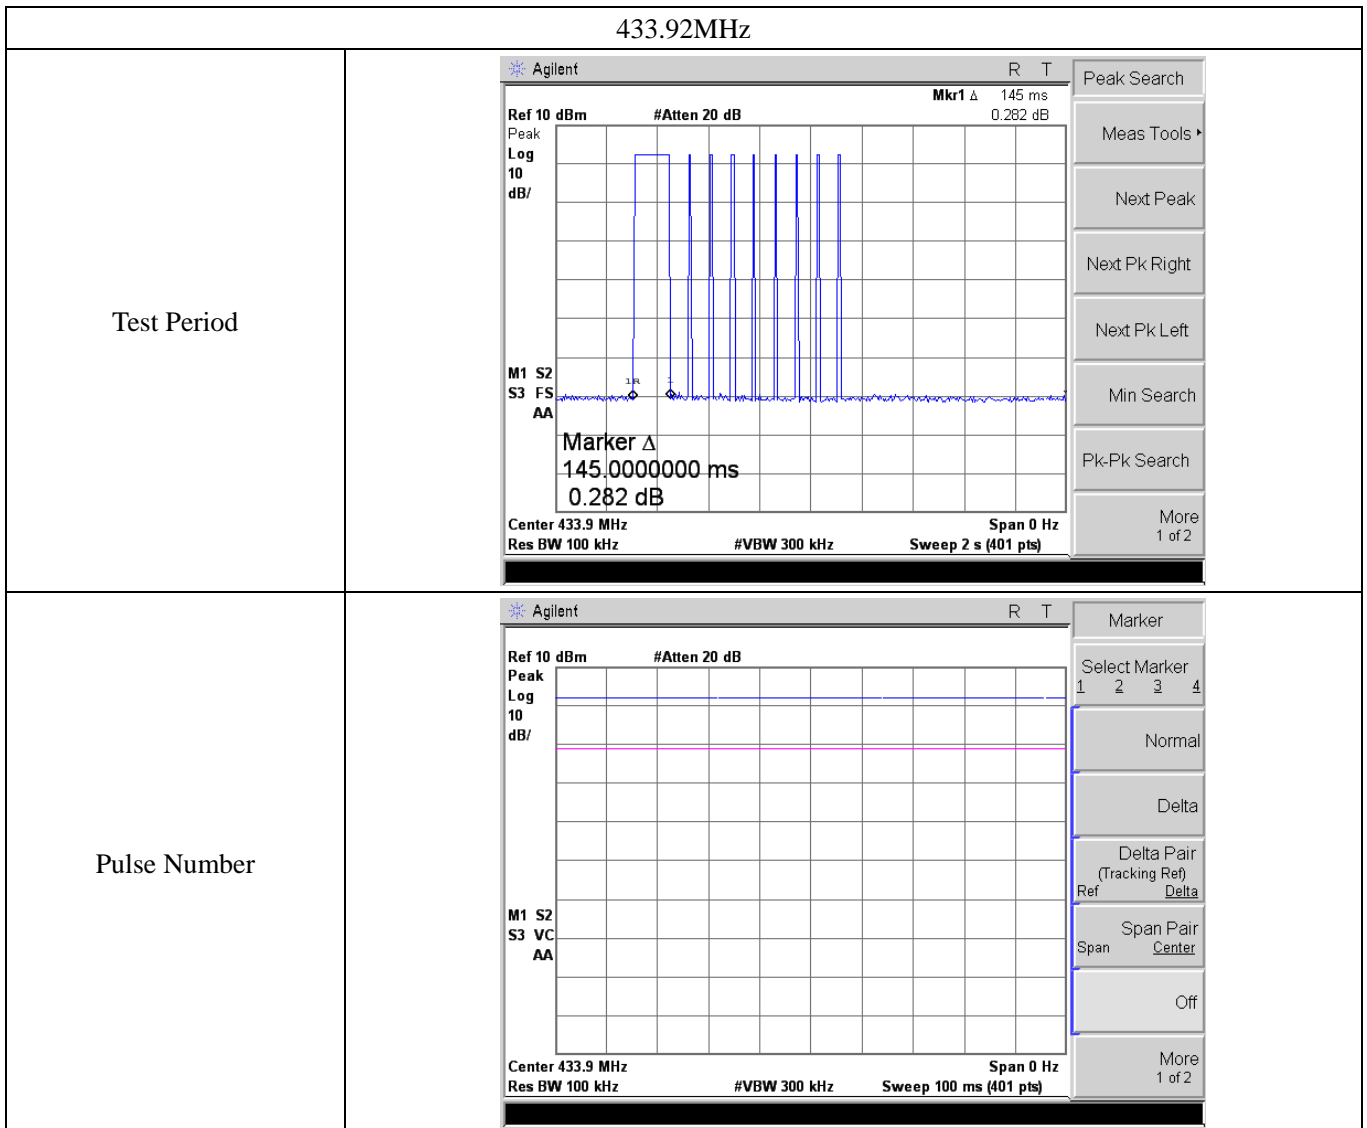 433.92MHz
Test Period
Agilent R T
Peak Search
Mkr1 Δ 145 ms
Ref 10 dBm #Atten 20 dB 0.282 dB
Peak
Log
10
dB/
Meas Tools
Next Peak
Next Pk Right
Next Pk Left
1R 1
M1 S2
S3 FS
AA
Min Search
Marker Δ
145.0000000 ms
0.282 dB
Pk-Pk Search
Center 433.9 MHz Span 0 Hz
Res BW 100 kHz #VBW 300 kHz Sweep 2 s (401 pts)
More
1 of 2
Pulse Number
Agilent R T
Marker
Ref 10 dBm #Atten 20 dB
Peak
Log
10
dB/
Select Marker
1 2 3 4
Normal
Delta
Delta Pair
(Tracking Ref)
Ref Delta
M1 S2
S3 VC
AA
Span Pair
Span Center
Off
Center 433.9 MHz Span 0 Hz
Res BW 100 kHz #VBW 300 kHz Sweep 100 ms (401 pts)
More
1 of 2